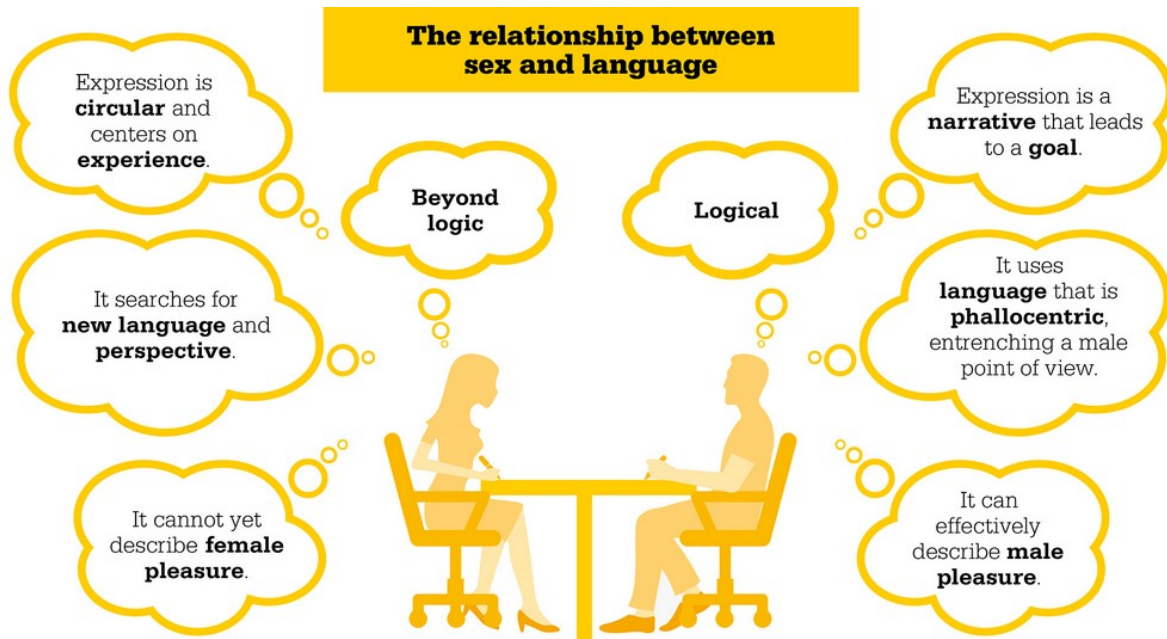 The relationship between
sex and language
Expression is
circular and
centers on
experience.
Beyond
logic
It searches for
new language and
perspective.
It cannot yet
describe female
pleasure.
Logical
Expression is a
narrative that leads
to a goal.
It uses
language that is
phallocentric,
entrenching a male
point of view.
It can
effectively
describe male
pleasure.